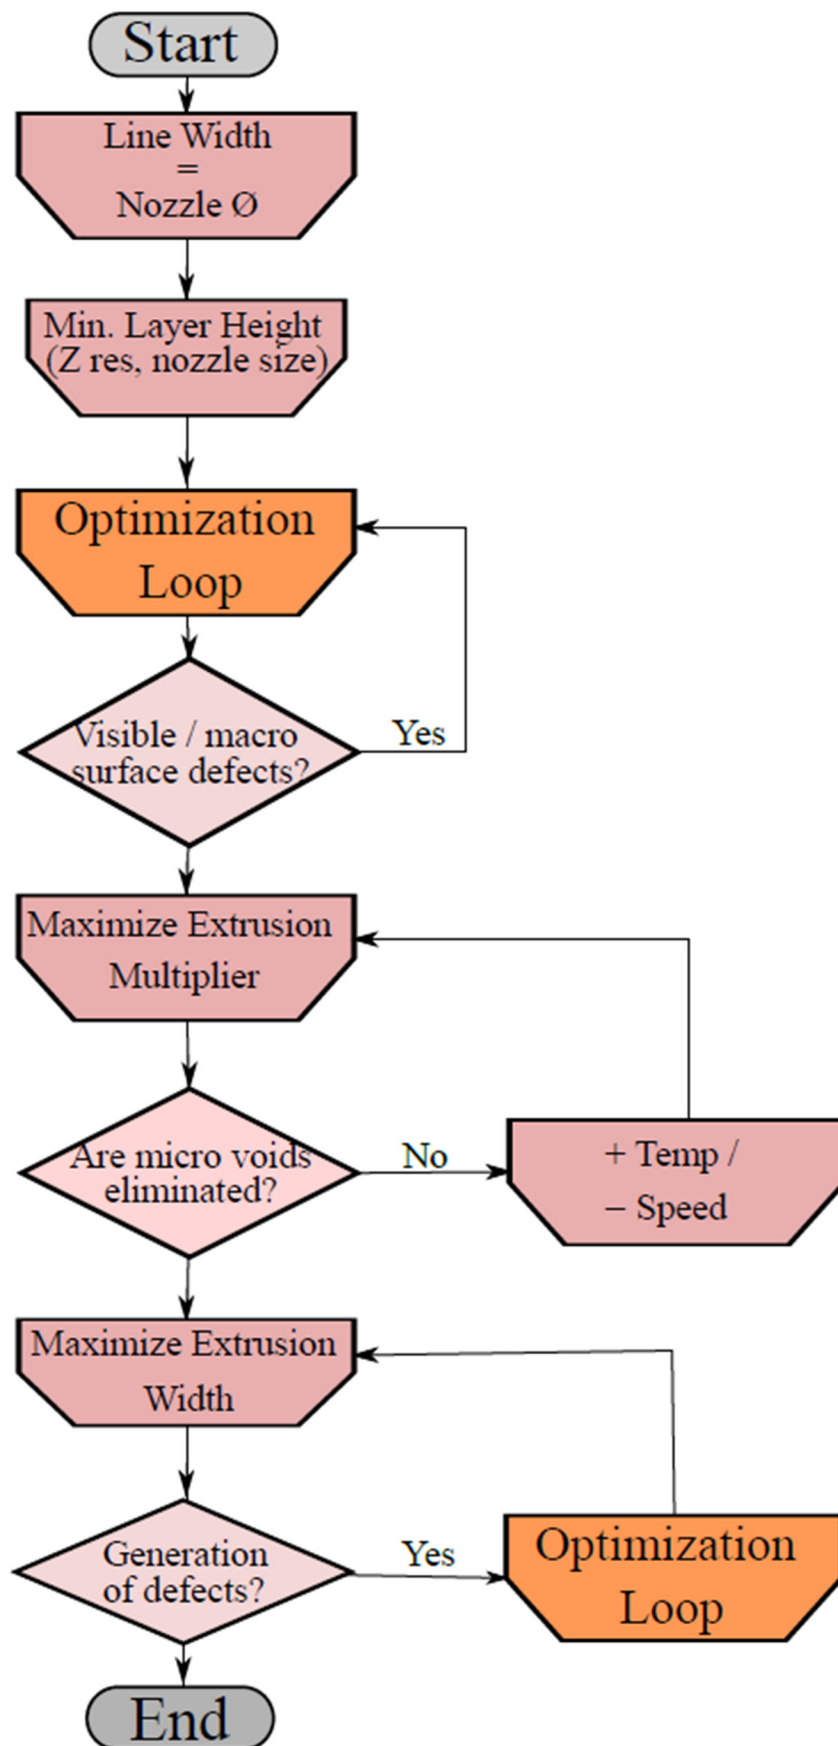 Start
Line Width
=
Nozzle Ø
Min. Layer Height
(Z res, nozzle size)
Optimization
Loop
Visible / macro
surface defects?
Yes
Maximize Extrusion
Multiplier
Are micro voids
eliminated?
No
+ Temp /
− Speed
Maximize Extrusion
Width
Generation
of defects?
Yes
Optimization
Loop
End